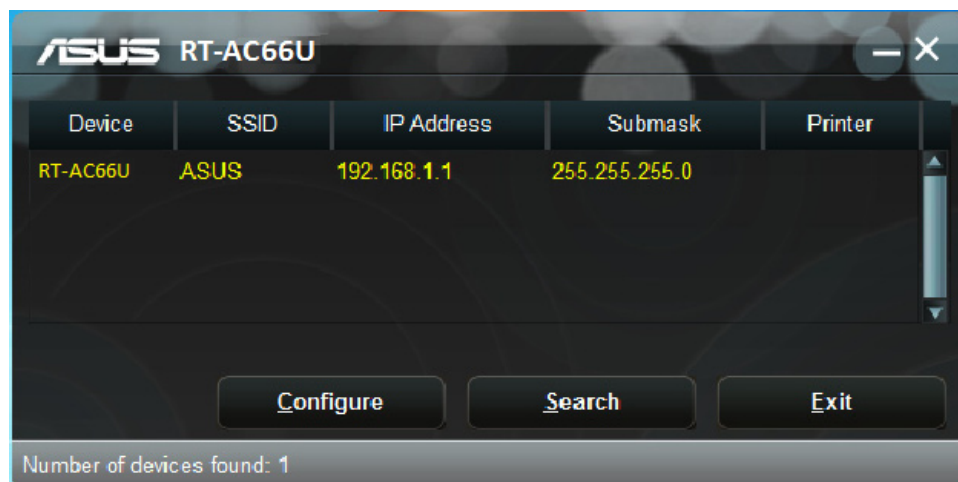 ASUS RT-AC66U
Device SSID IP Address Submask Printer
RT-AC66U ASUS 192.168.1.1 255.255.255.0
Configure Search Exit
Number of devices found: 1